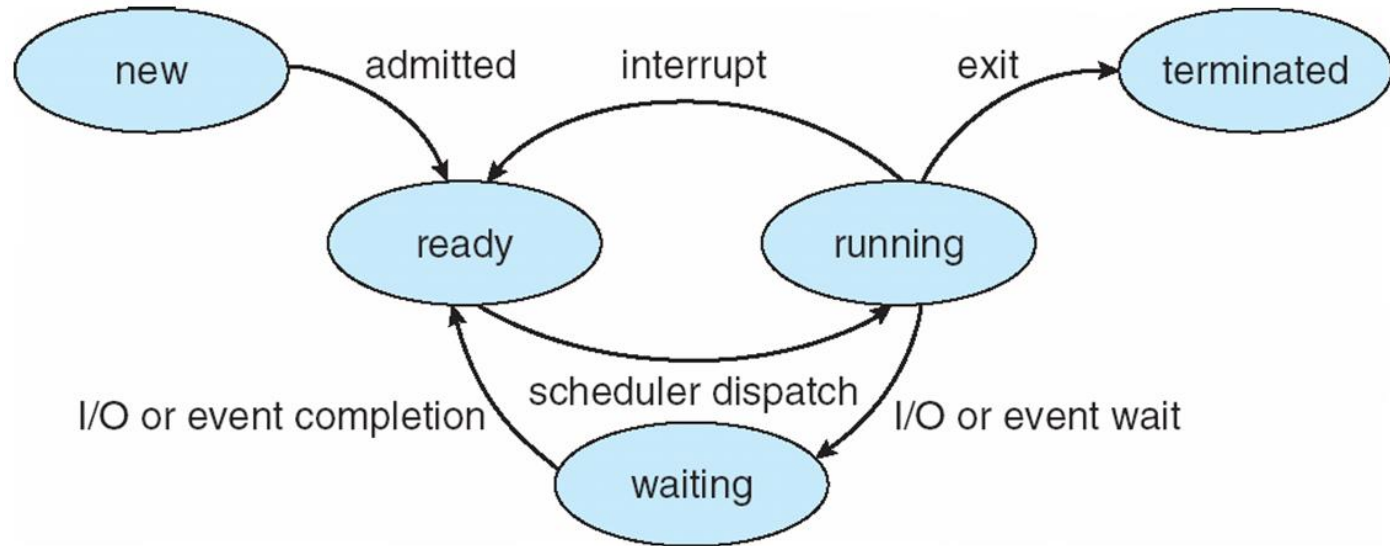 new
admitted
interrupt
exit
terminated
ready
running
scheduler dispatch
I/O or event completion
I/O or event wait
waiting